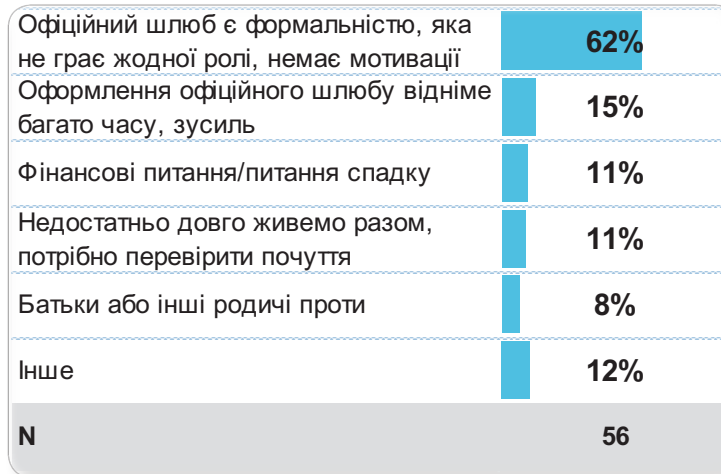 Офіційний шлюб є формальністю, яка
не грає жодної ролі, немає мотивації
62%
Оформлення офіційного шлюбу відніме
багато часу, зусиль
15%
Фінансові питання/питання спадку
11%
Недостатньо довго живемо разом,
потрібно перевірити почуття
11%
Батьки або інші родичі проти
8%
Інше
12%
N
56